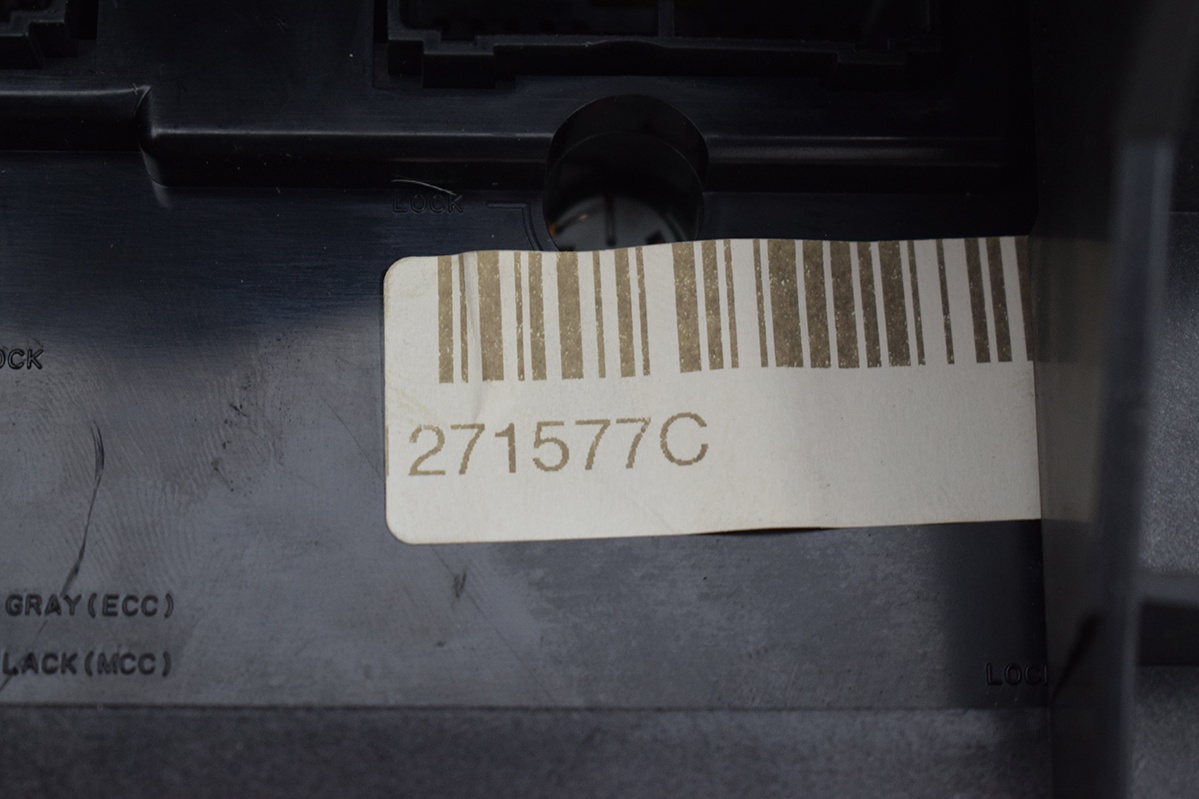 LOCK
OCK
271577C
GRAY(ECC)
LACK(MCC)
LOC